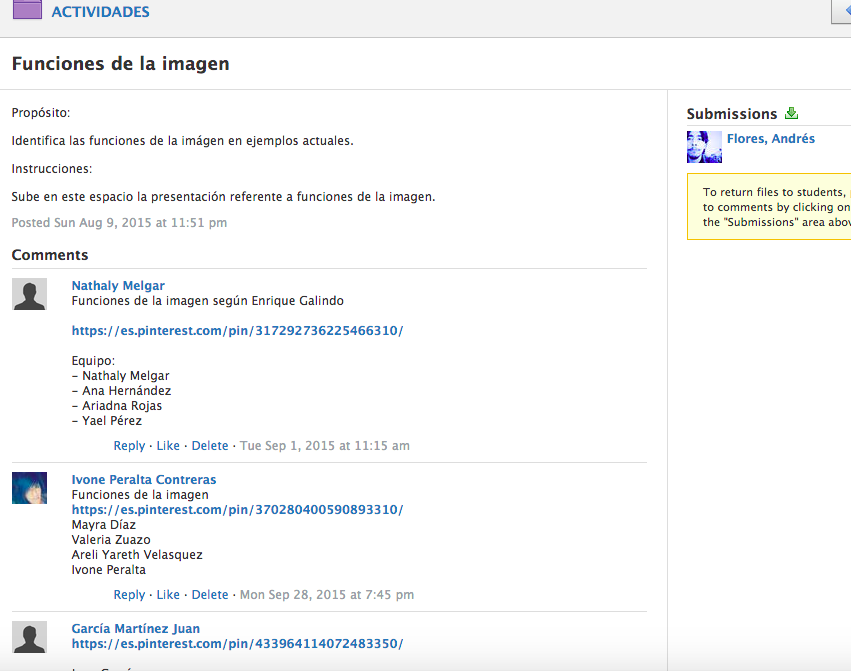 ACTIVIDADES
Funciones de la imagen
Propósito:
Identifica las funciones de la imágen en ejemplos actuales.
Instrucciones:
Sube en este espacio la presentación referente a funciones de la imagen.
Posted Sun Aug 9, 2015 at 11:51 pm
Comments
Nathaly Melgar
Funciones de la imagen según Enrique Galindo
https://es.pinterest.com/pin/317292736225466310/
Equipo:
- Nathaly Melgar
- Ana Hernández
- Ariadna Rojas
- Yael Pérez
Reply · Like · Delete · Tue Sep 1, 2015 at 11:15 am
Ivone Peralta Contreras
Funciones de la imagen
https://es.pinterest.com/pin/370280400590893310/
Mayra Díaz
Valeria Zuazo
Areli Yareth Velasquez
Ivone Peralta
Reply · Like · Delete · Mon Sep 28, 2015 at 7:45 pm
García Martínez Juan
https://es.pinterest.com/pin/433964114072483350/
Submissions
Flores, Andrés
To return files to students,
to comments by clicking on
the "Submissions" area